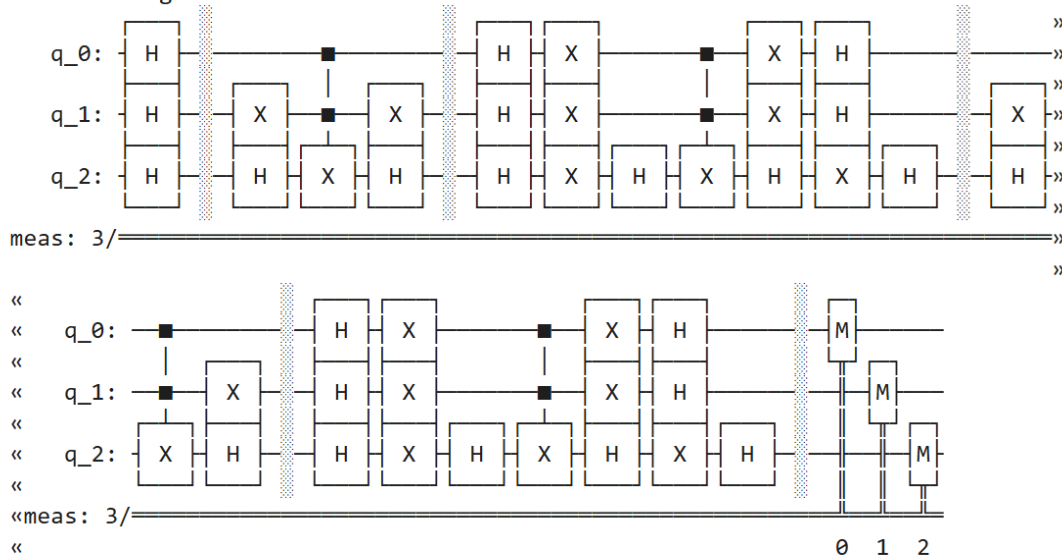 q_0: H H X X H »
»
q_1: H X X H X X H X »
»
q_2: H H X H H X H X H X H H »
»
meas: 3/ »
»
«
« q_0: H X X H M
«
« q_1: X H X X H M
«
« q_2: X H H X H X H X H M
«
«meas: 3/
« 0 1 2